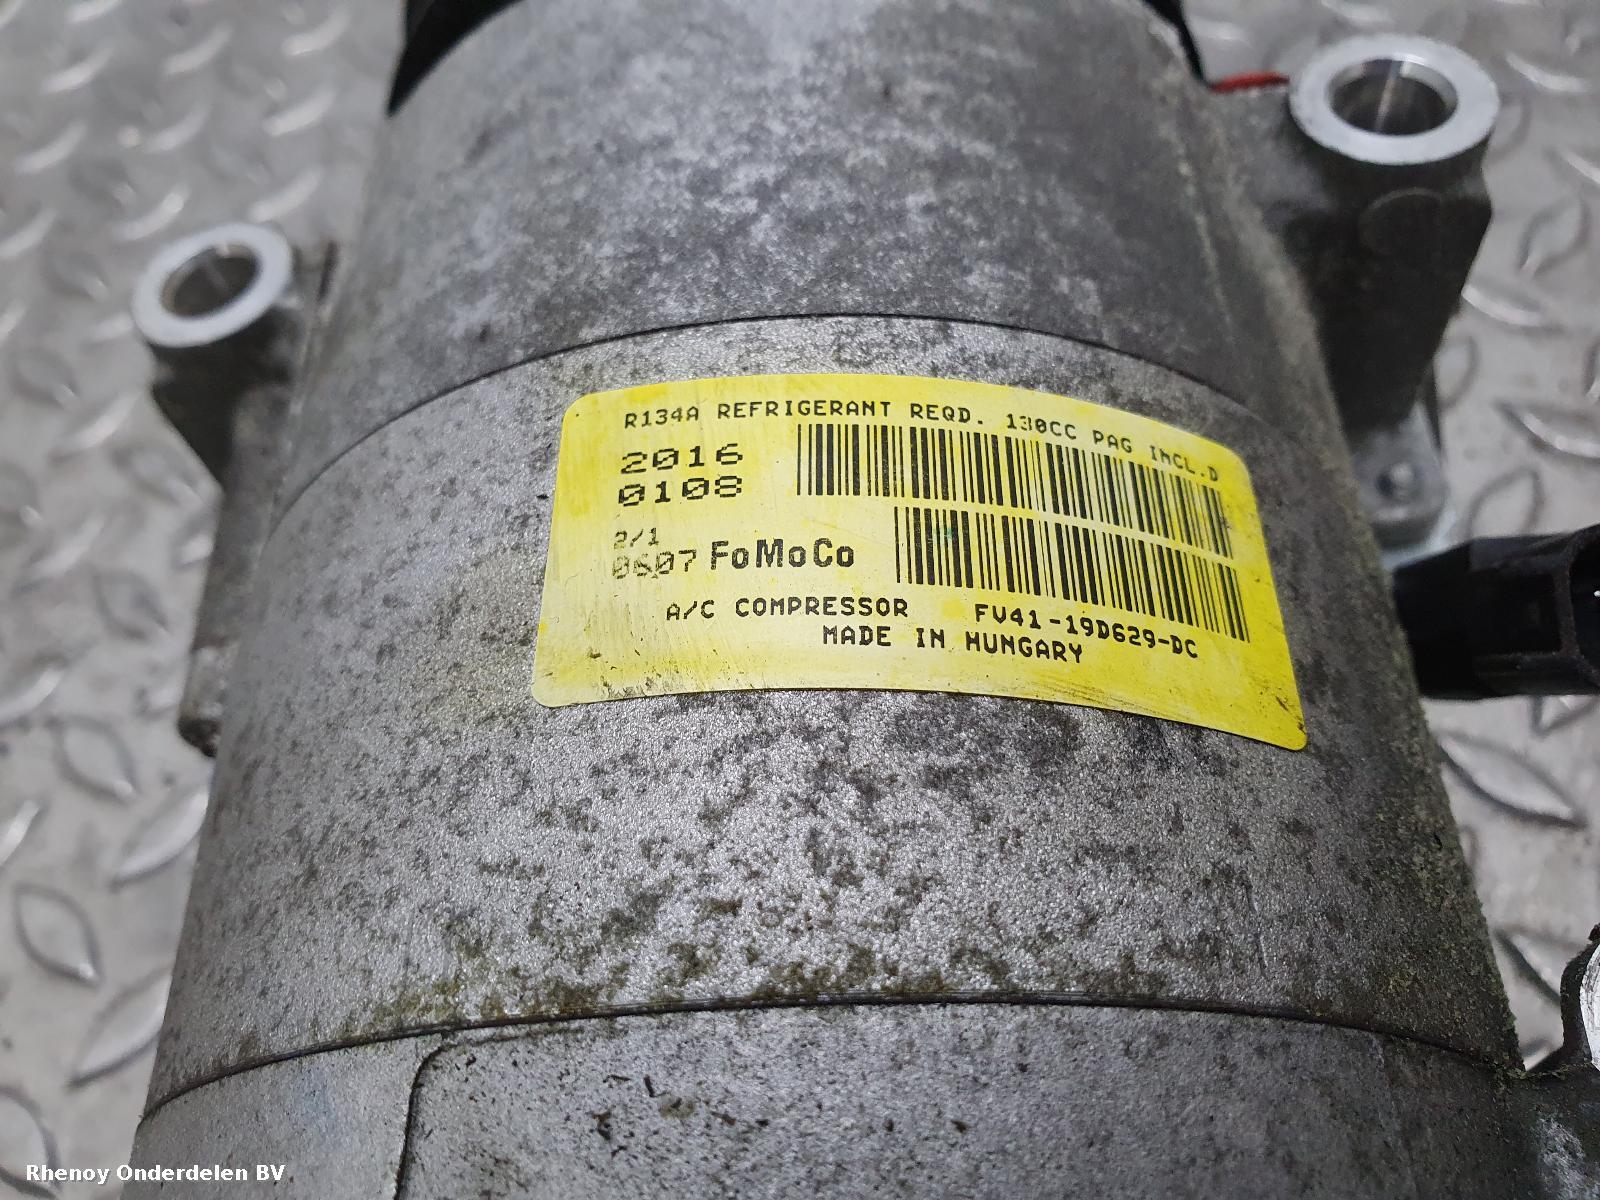 R134A REFRIGERANT REQD. 130CC PAG INCL.D
2016
0108
2/1
0607 FoMoCo
A/C COMPRESSOR FV41-19D629-DC
MADE IN HUNGARY
Rhenoy Onderdelen BV